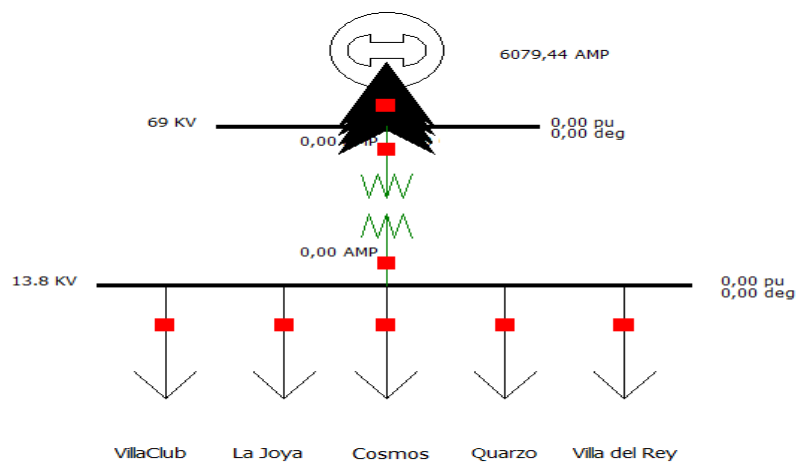 6079,44 AMP
69 KV
0,00 pu
0,00 deg
0,00
0,00 AMP
13.8 KV
0,00 pu
0,00 deg
VillaClub
La Joya
Cosmos
Quarzo
Villa del Rey